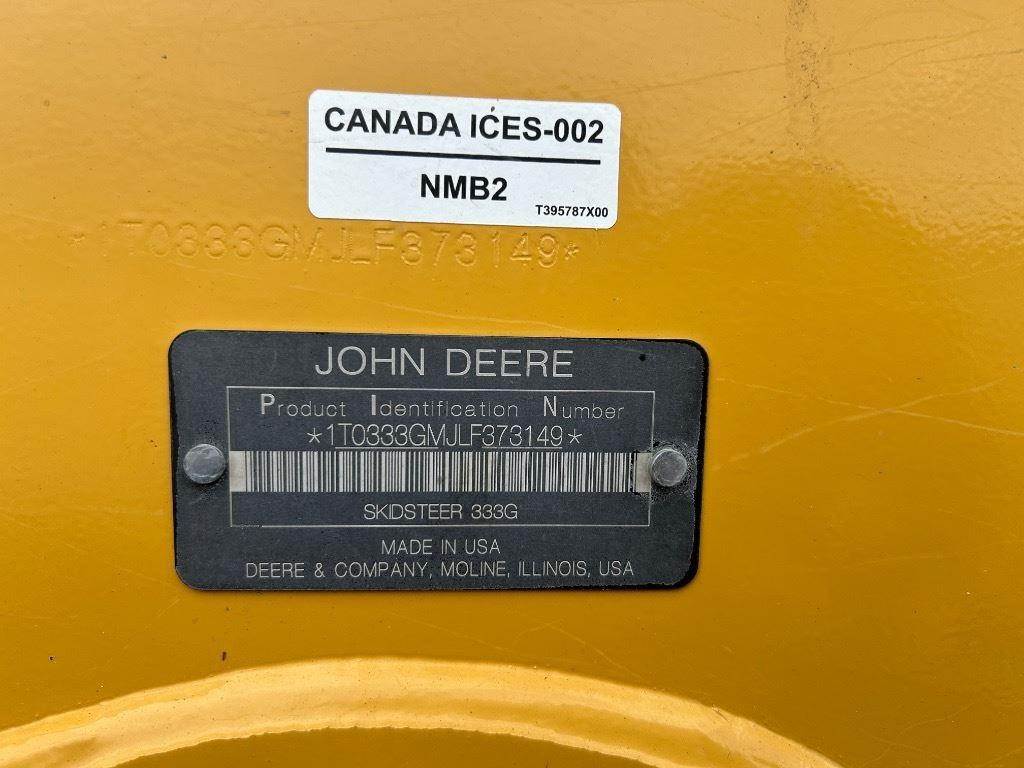 CANADA ICES-002
NMB2
T395787X00
*1T0333GMJLF373149*
JOHN DEERE
Product Identification Number
*1T0333GMJLF373149*
SKIDSTEER 333G
MADE IN USA
DEERE & COMPANY, MOLINE, ILLINOIS, USA